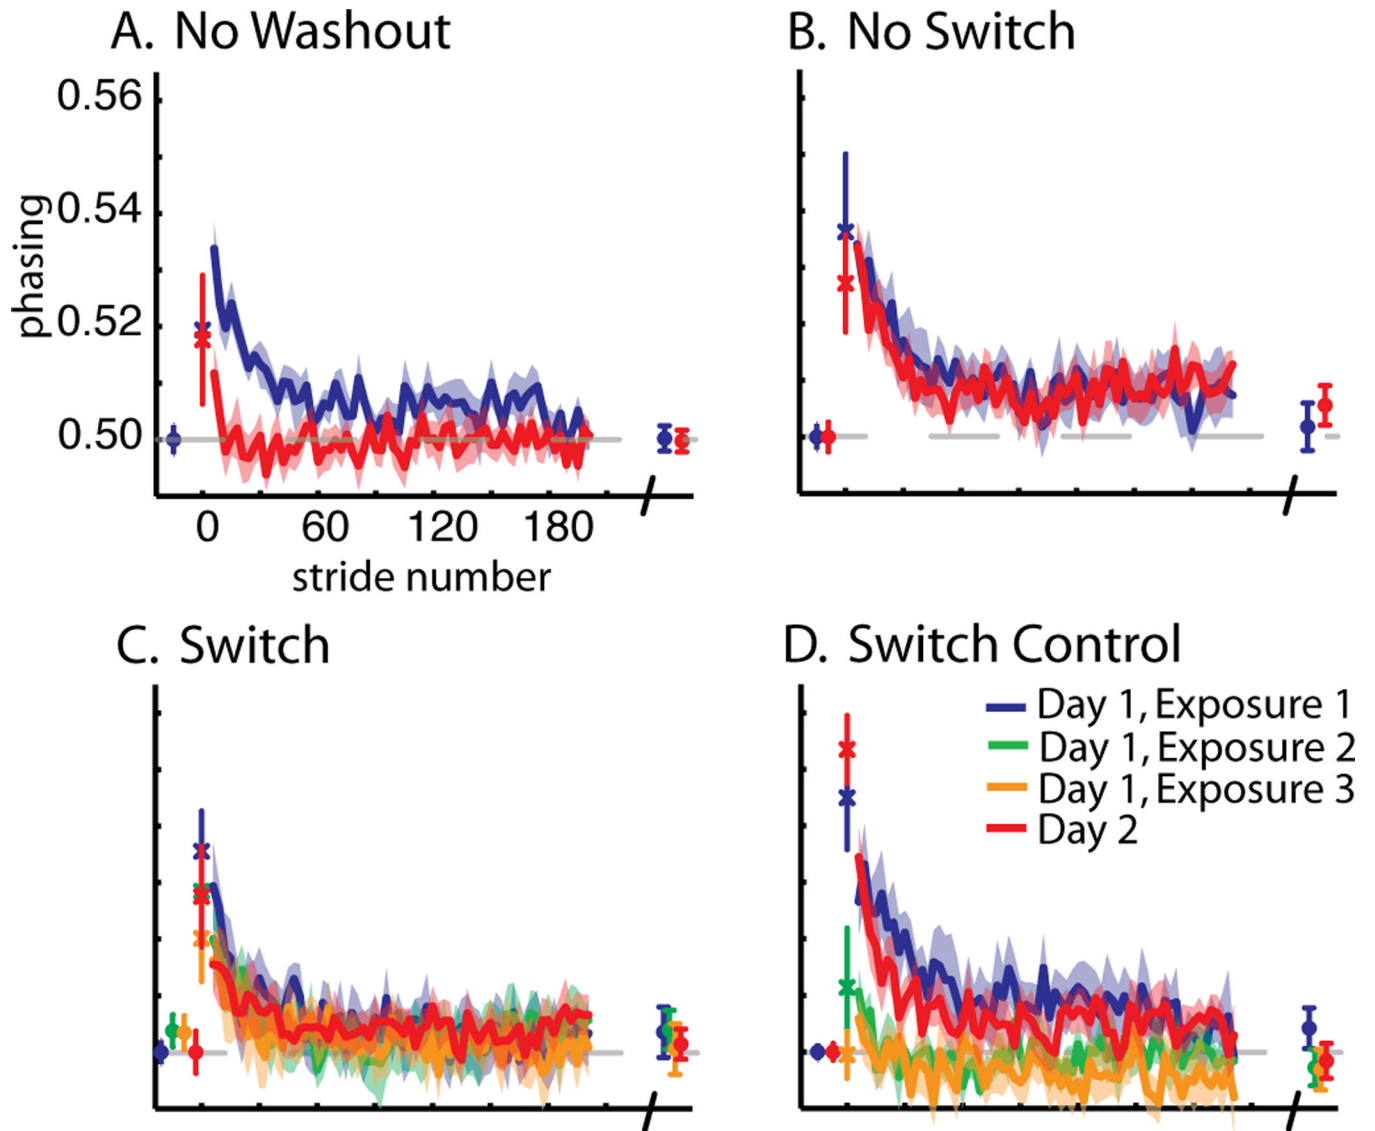 A. No Washout
B. No Switch
0.56
0.54
0.52
0.50
phasing
0 60 120 180
stride number
C. Switch
D. Switch Control
Day 1, Exposure 1
Day 1, Exposure 2
Day 1, Exposure 3
Day 2